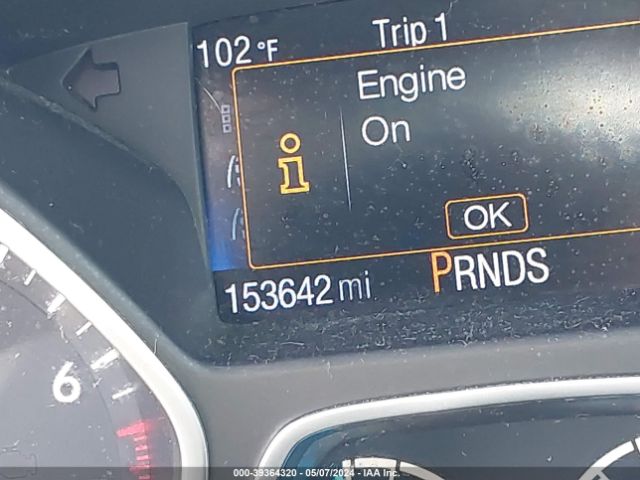 102 °F
Trip 1
Engine
On
i
OK
153642 mi
PRNDS
6
000-39364320 - 05/07/2024 - IAA Inc.